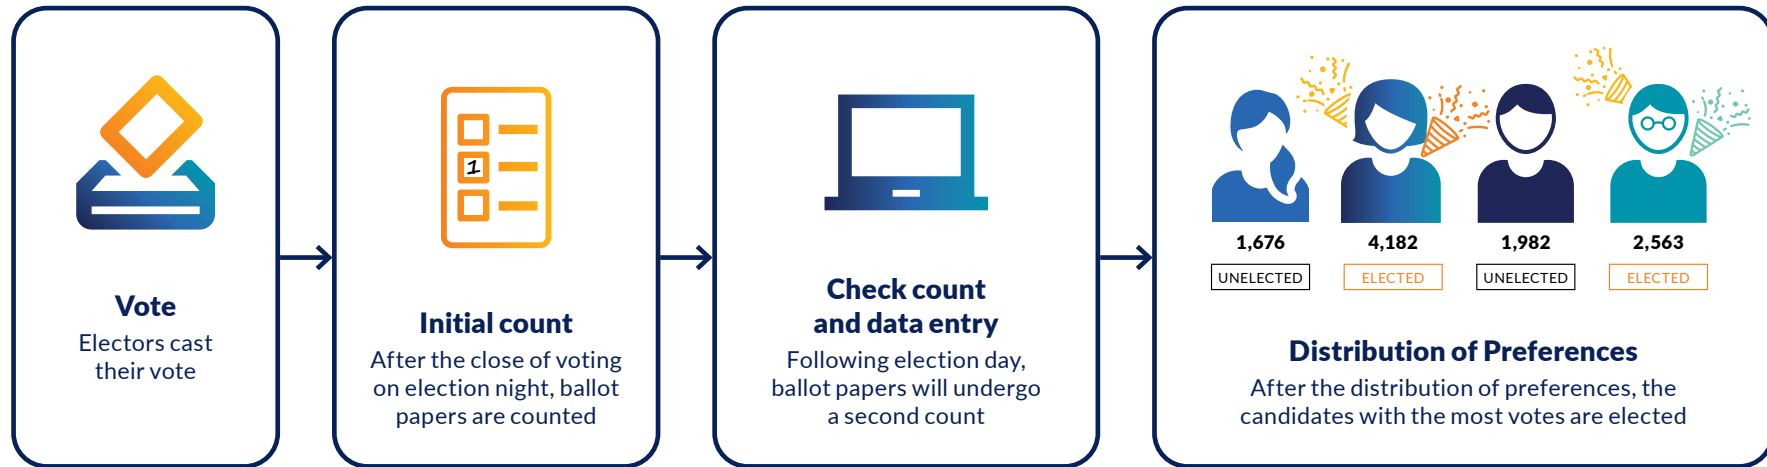 Vote
Electors cast
their vote
1
Initial count
After the close of voting
on election night, ballot
papers are counted
Check count
and data entry
Following election day,
ballot papers will undergo
a second count
1,676
4,182
1,982
2,563
UNELECTED
ELECTED
UNELECTED
ELECTED
Distribution of Preferences
After the distribution of preferences, the
candidates with the most votes are elected